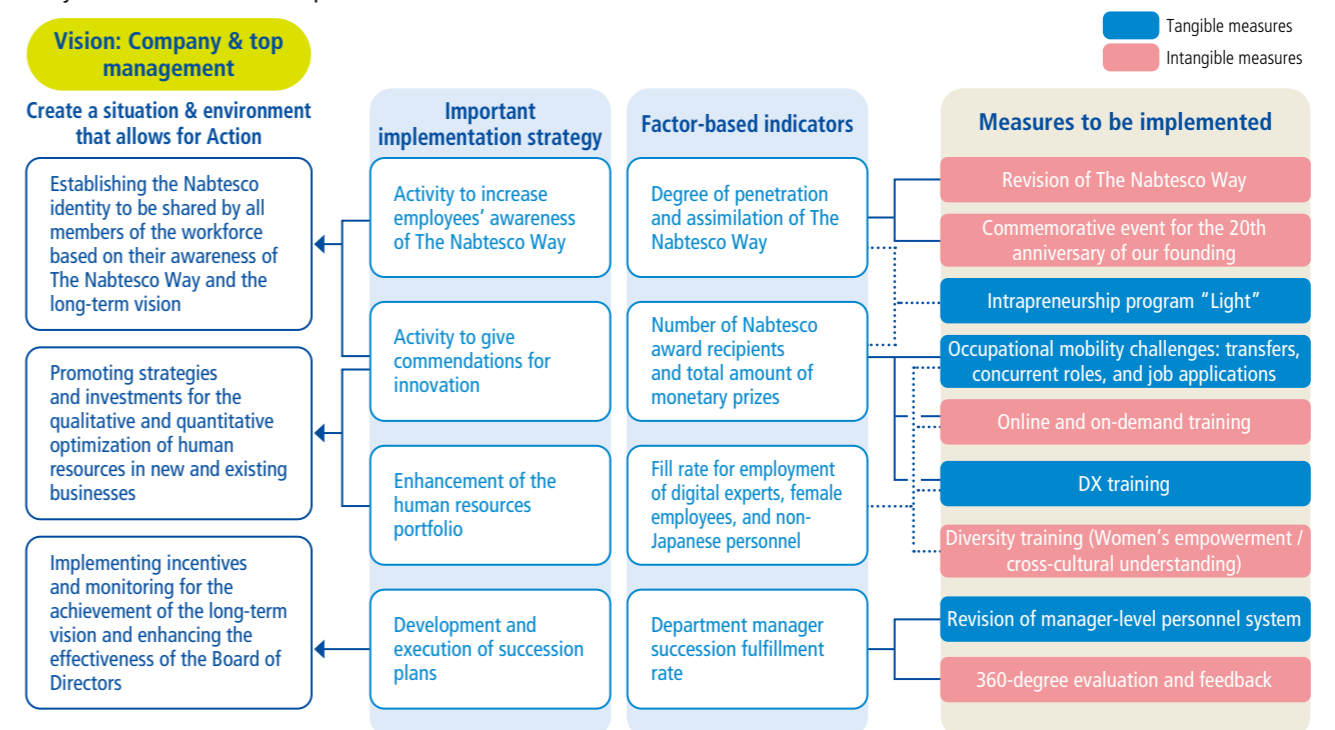 Vision: Company & top
management
Tangible measures
Intangible measures
Create a situation & environment
that allows for Action
Important
implementation strategy
Factor-based indicators
Measures to be implemented
Establishing the Nabtesco
identity to be shared by all
members of the workforce
based on their awareness of
The Nabtesco Way and the
long-term vision
Promoting strategies
and investments for the
qualitative and quantitative
optimization of human
resources in new and existing
businesses
Implementing incentives
and monitoring for the
achievement of the long-term
vision and enhancing the
effectiveness of the Board of
Directors
Activity to increase
employees’ awareness
of The Nabtesco Way
Activity to give
commendations for
innovation
Enhancement of the
human resources
portfolio
Development and
execution of succession
plans
Degree of penetration
and assimilation of The
Nabtesco Way
Number of Nabtesco
award recipients
and total amount of
monetary prizes
Fill rate for employment
of digital experts, female
employees, and non-
Japanese personnel
Department manager
succession fulfillment
rate
Revision of The Nabtesco Way
Commemorative event for the 20th
anniversary of our founding
Intrapreneurship program “Light”
Occupational mobility challenges: transfers,
concurrent roles, and job applications
Online and on-demand training
DX training
Diversity training (Women’s empowerment /
cross-cultural understanding)
Revision of manager-level personnel system
360-degree evaluation and feedback